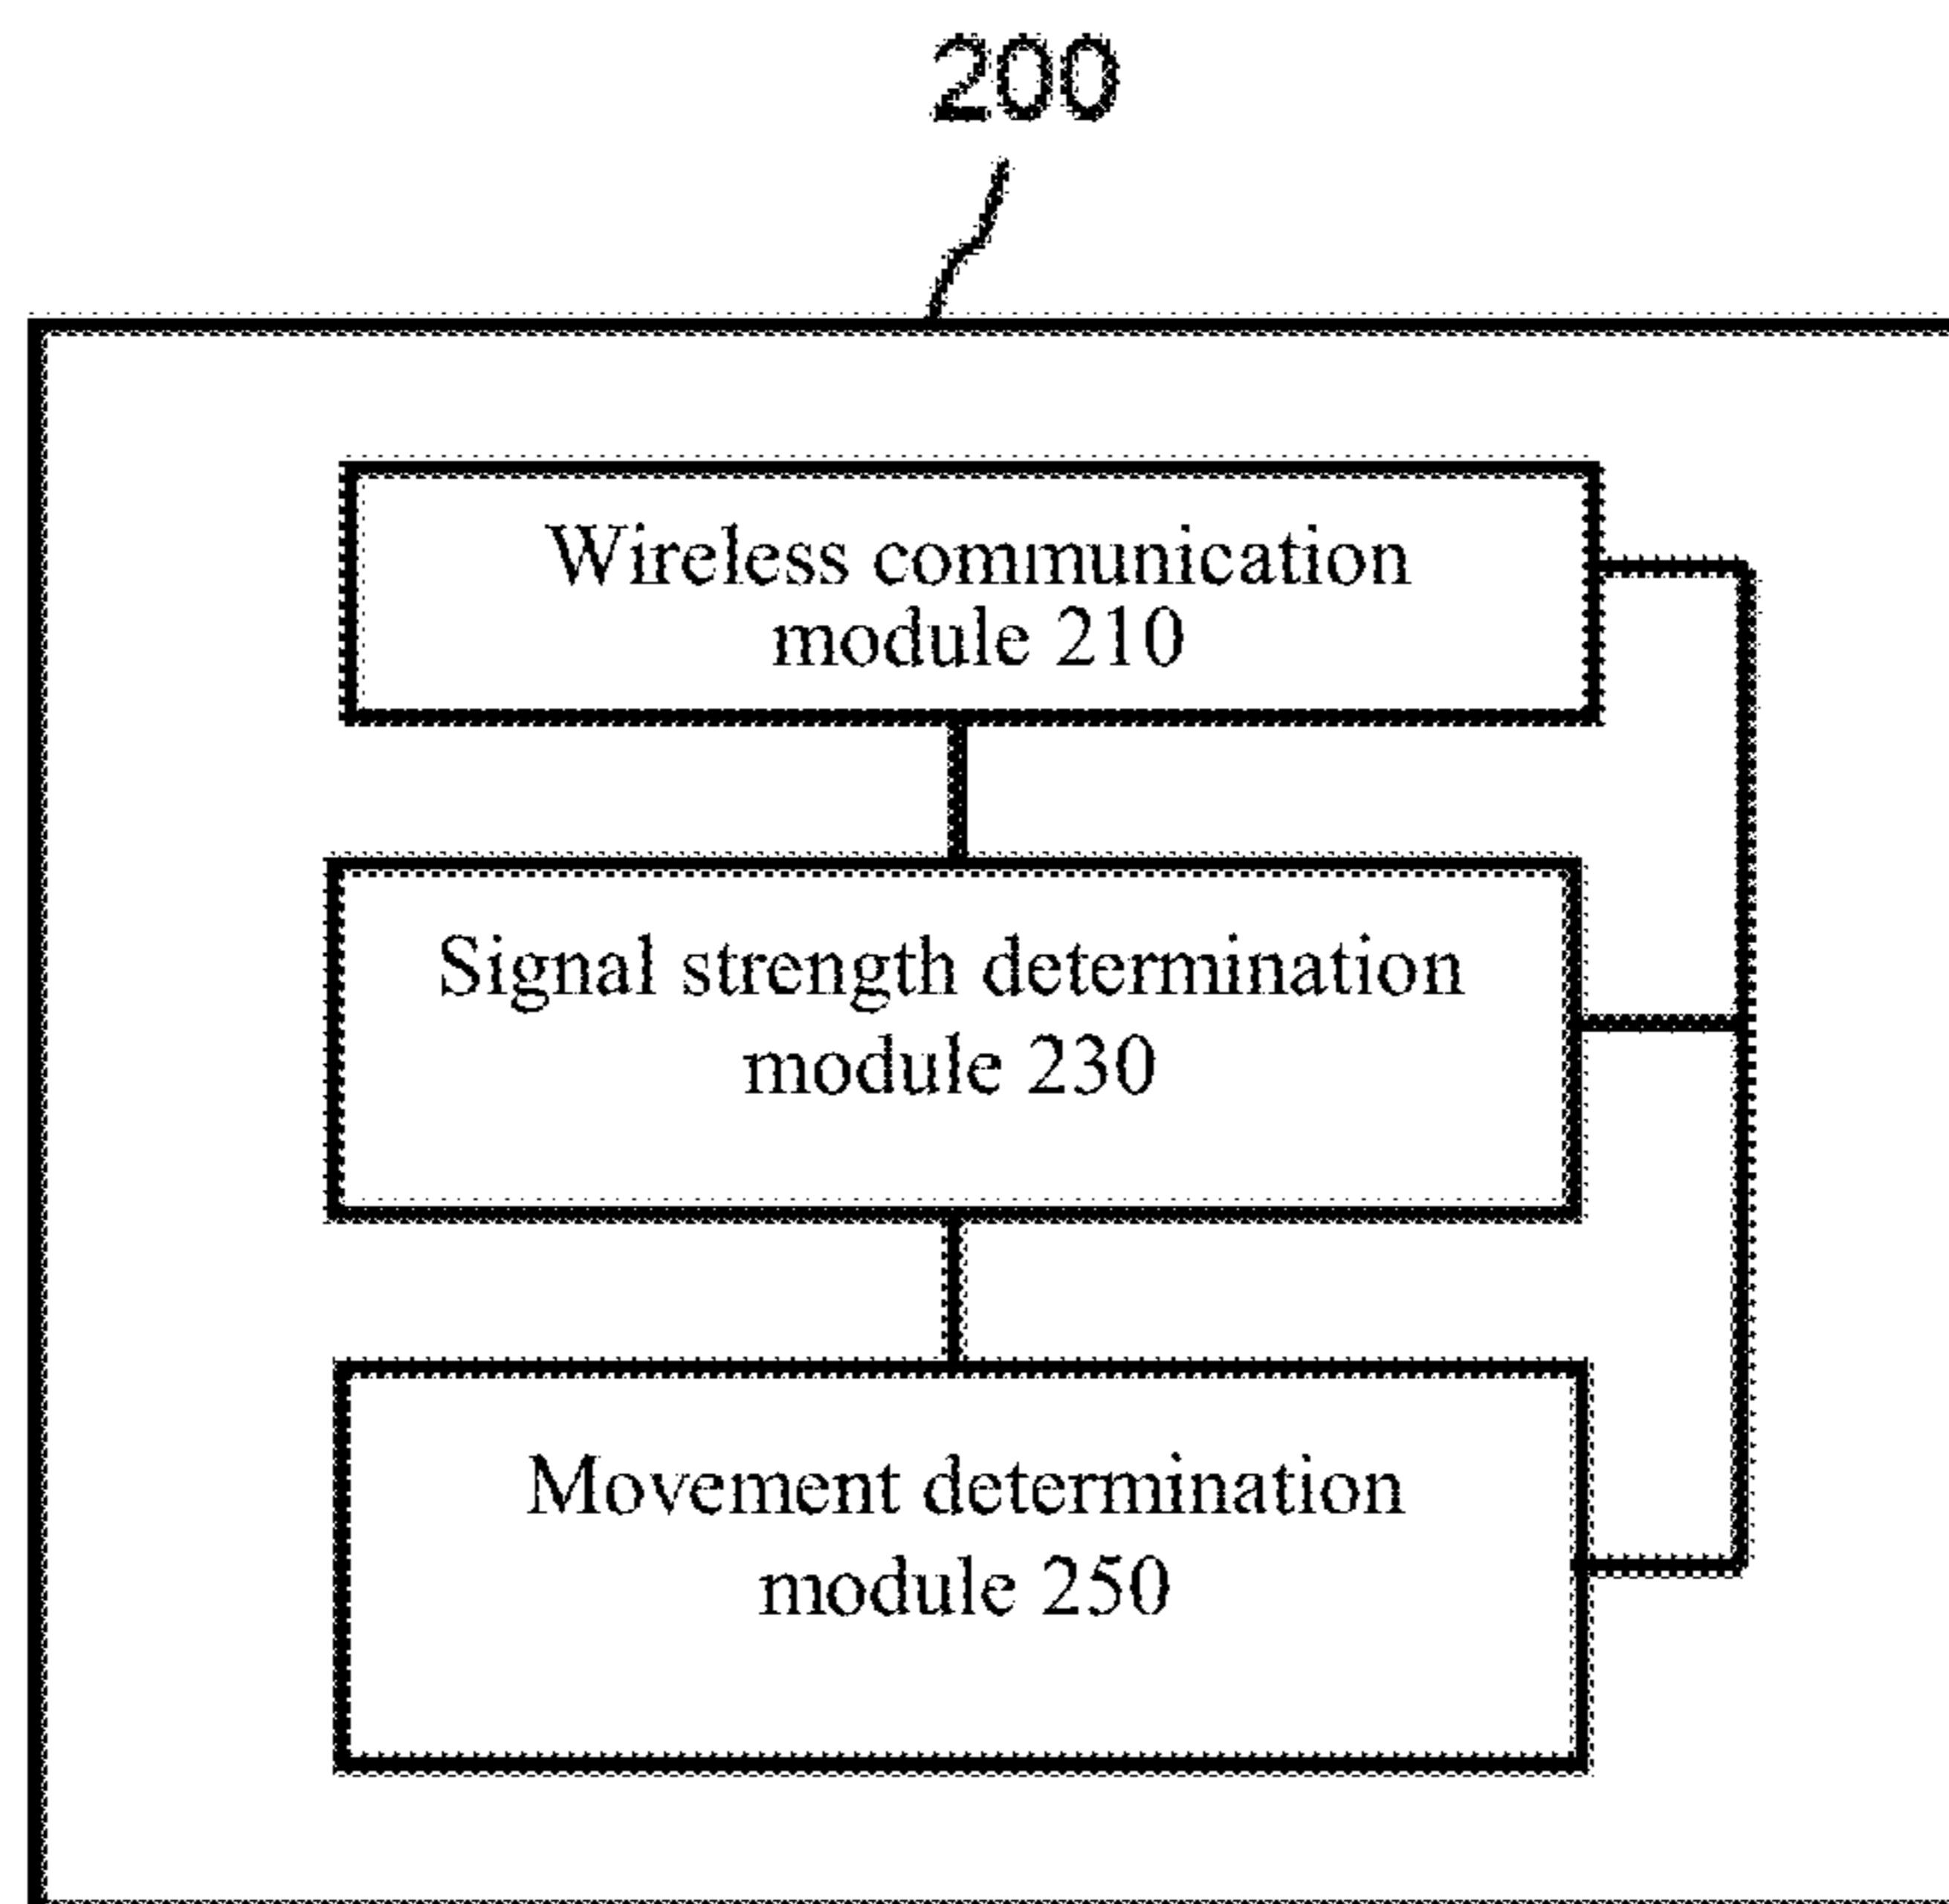 200
Wireless communication
module 210
Signal strength determination
module 230
Movement determination
module 250